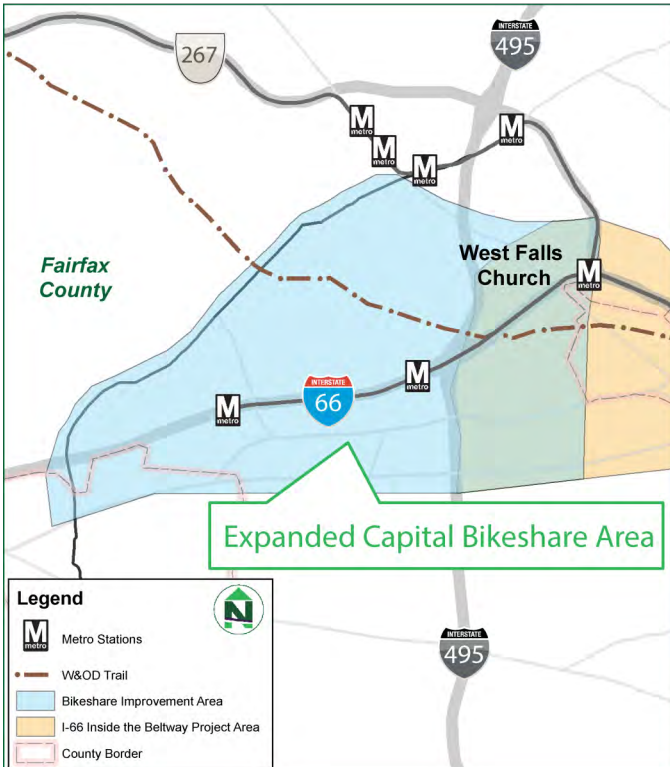 INTERSTATE
495
267
M
metro
M
metro
M
metro
M
metro
West Falls
Church
Fairfax
County
M
metro
M
metro
M
metro
INTERSTATE
66
Expanded Capital Bikeshare Area
Legend
N
M
metro
Metro Stations
W&OD Trail
Bikeshare Improvement Area
I-66 Inside the Beltway Project Area
County Border
INTERSTATE
495